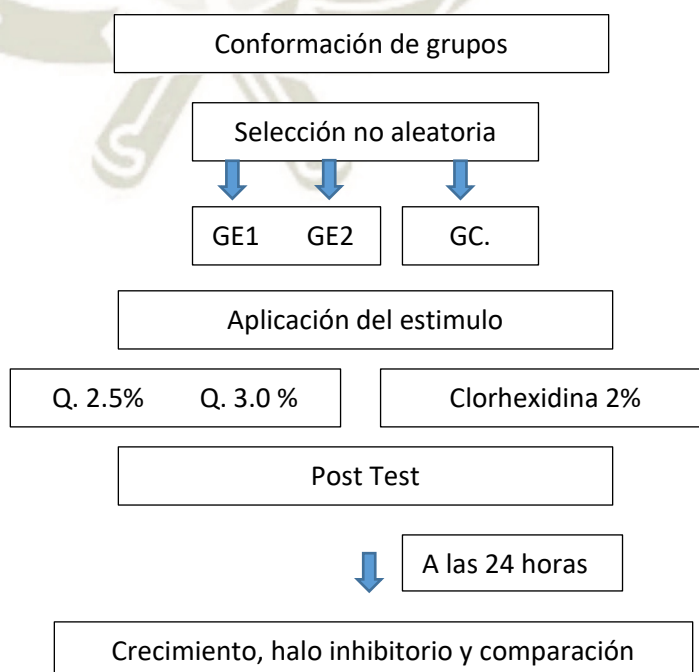 Conformación de grupos
Selección no aleatoria
GE1 GE2 GC.
Aplicación del estimulo
Q. 2.5% Q. 3.0 % Clorhexidina 2%
Post Test
A las 24 horas
Crecimiento, halo inhibitorio y comparación